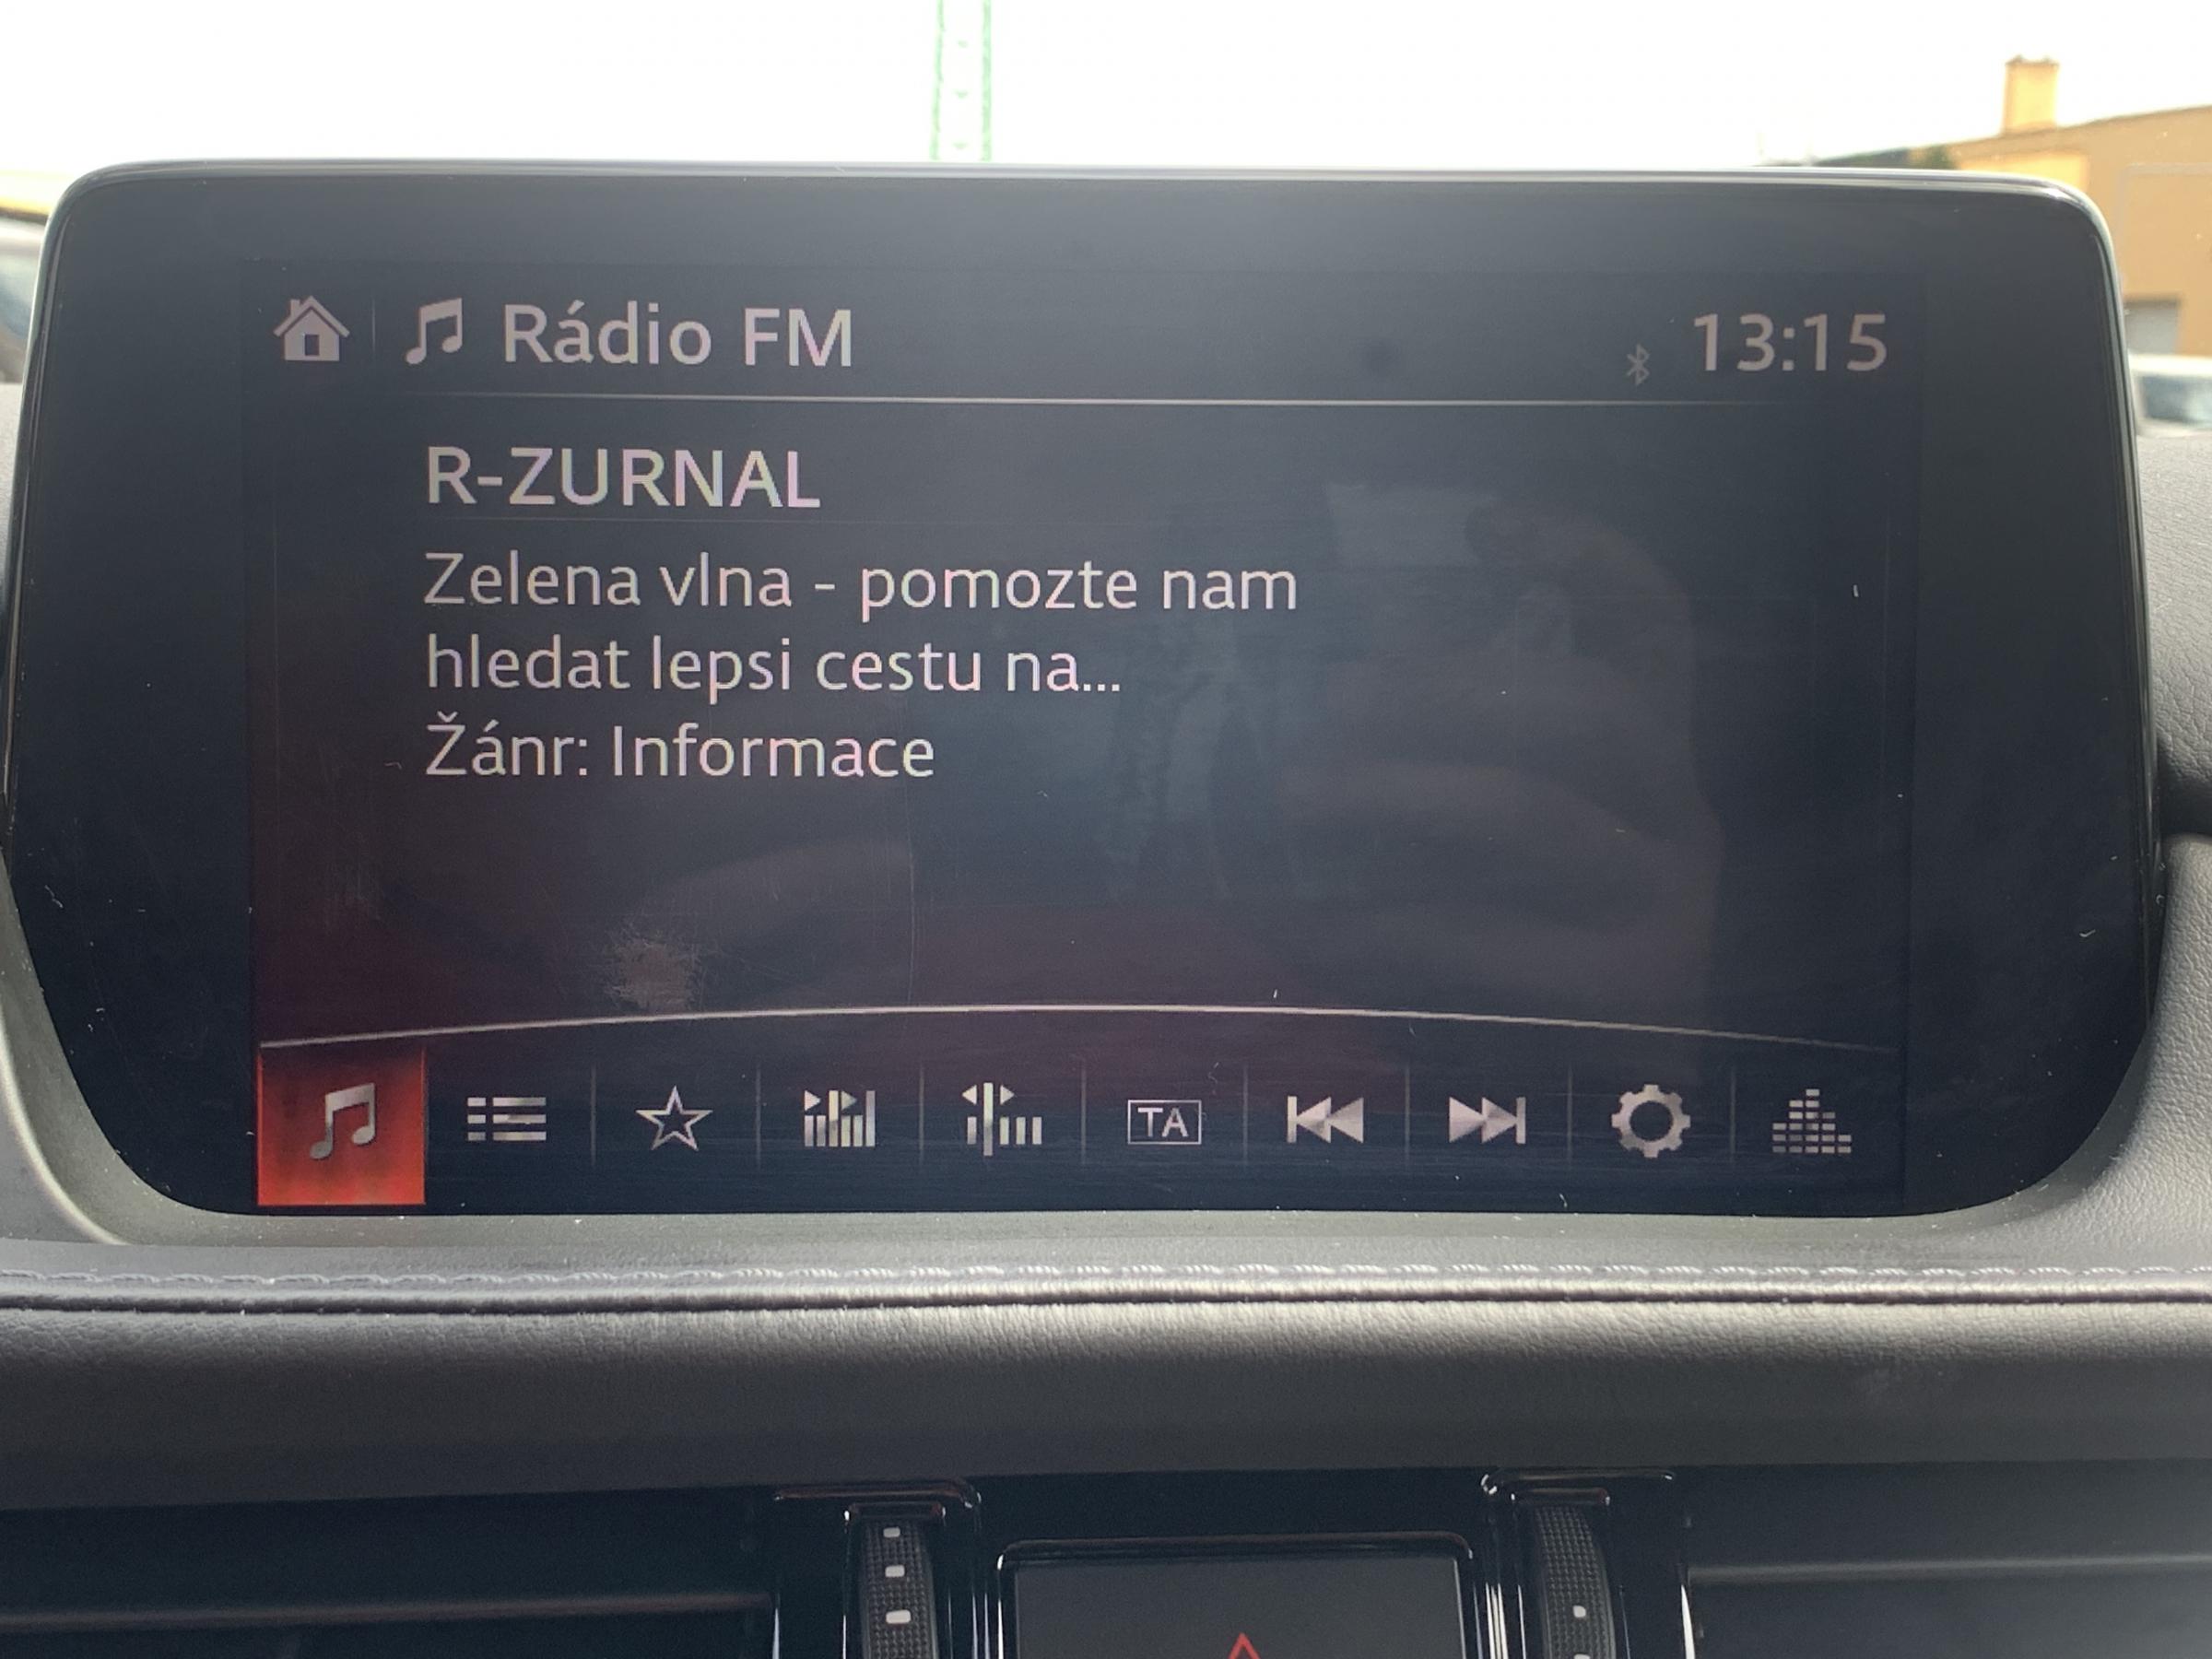 Rádio FM
13:15
R-ZURNAL
Zelena vlna - pomozte nam
hledat lepsi cestu na...
Žánr: Informace
TA